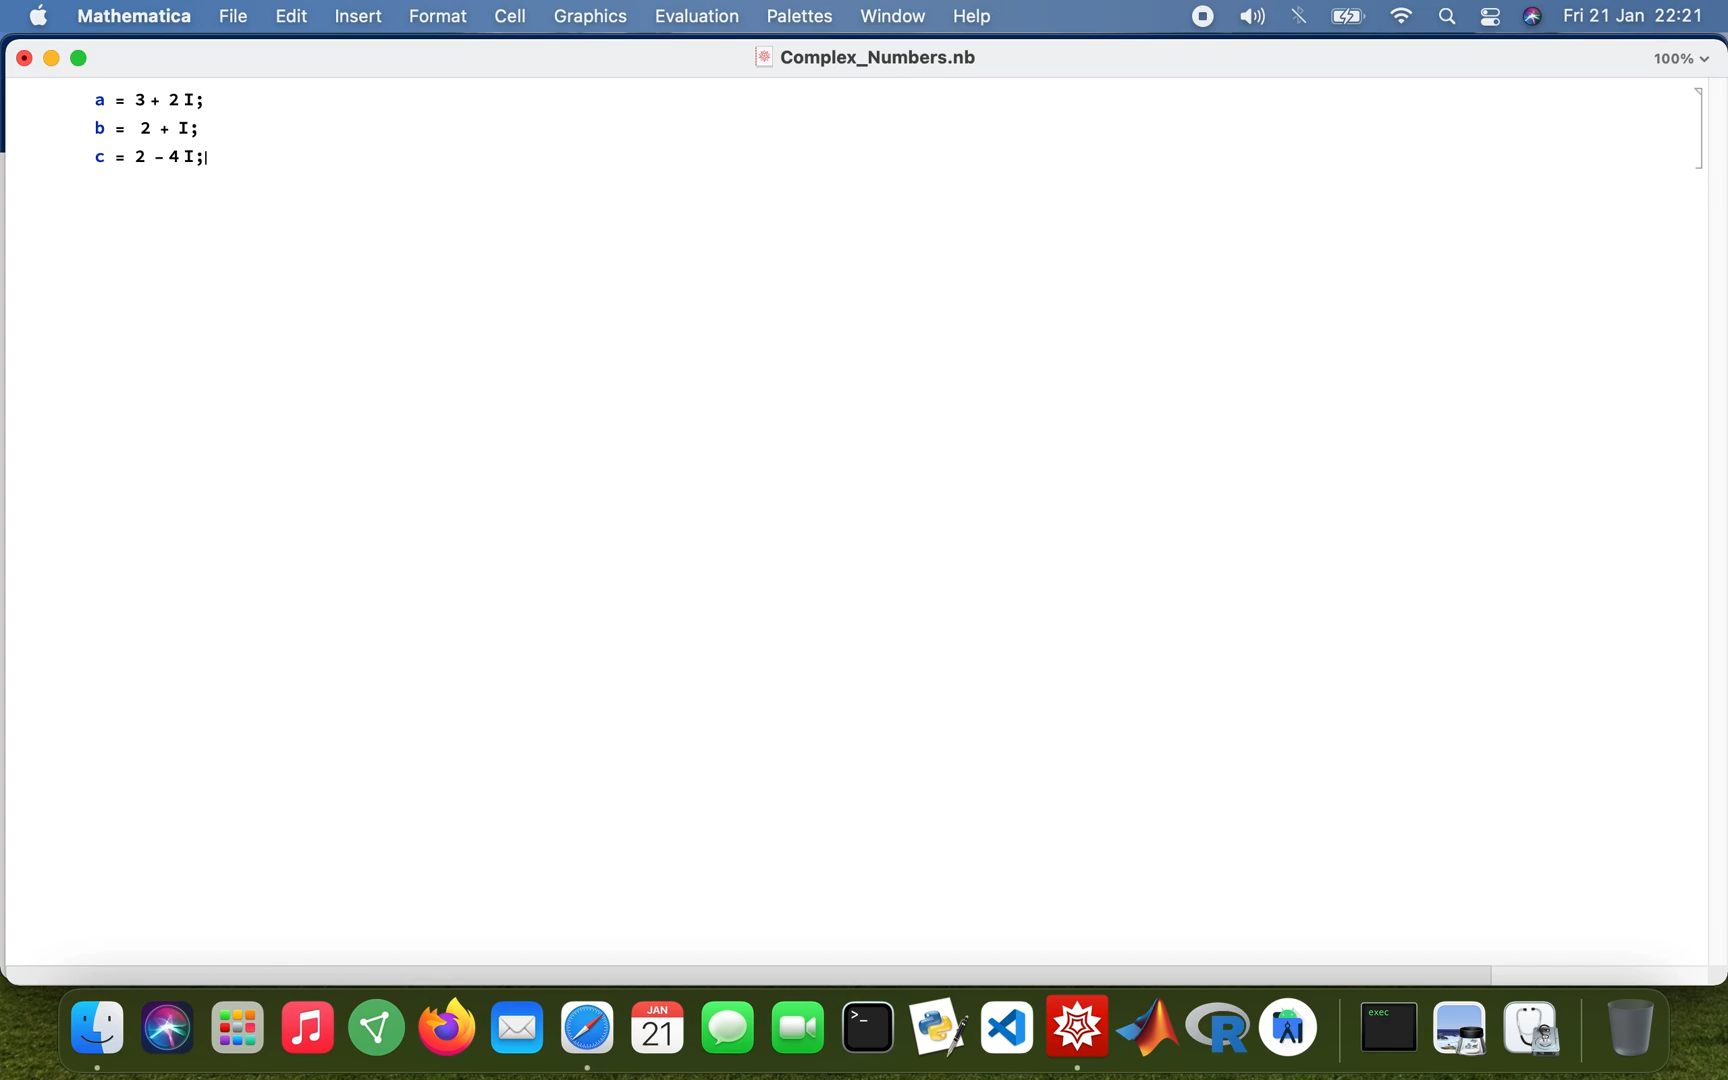 Mathematica File Edit Insert Format Cell Graphics Evaluation Palettes Window Help Fri 21 Jan 22:21
Complex_Numbers.nb 100%
a = 3 + 2 I;
b = 2 + I;
c = 2 - 4 I;
JAN
21
>_
R
A
exec